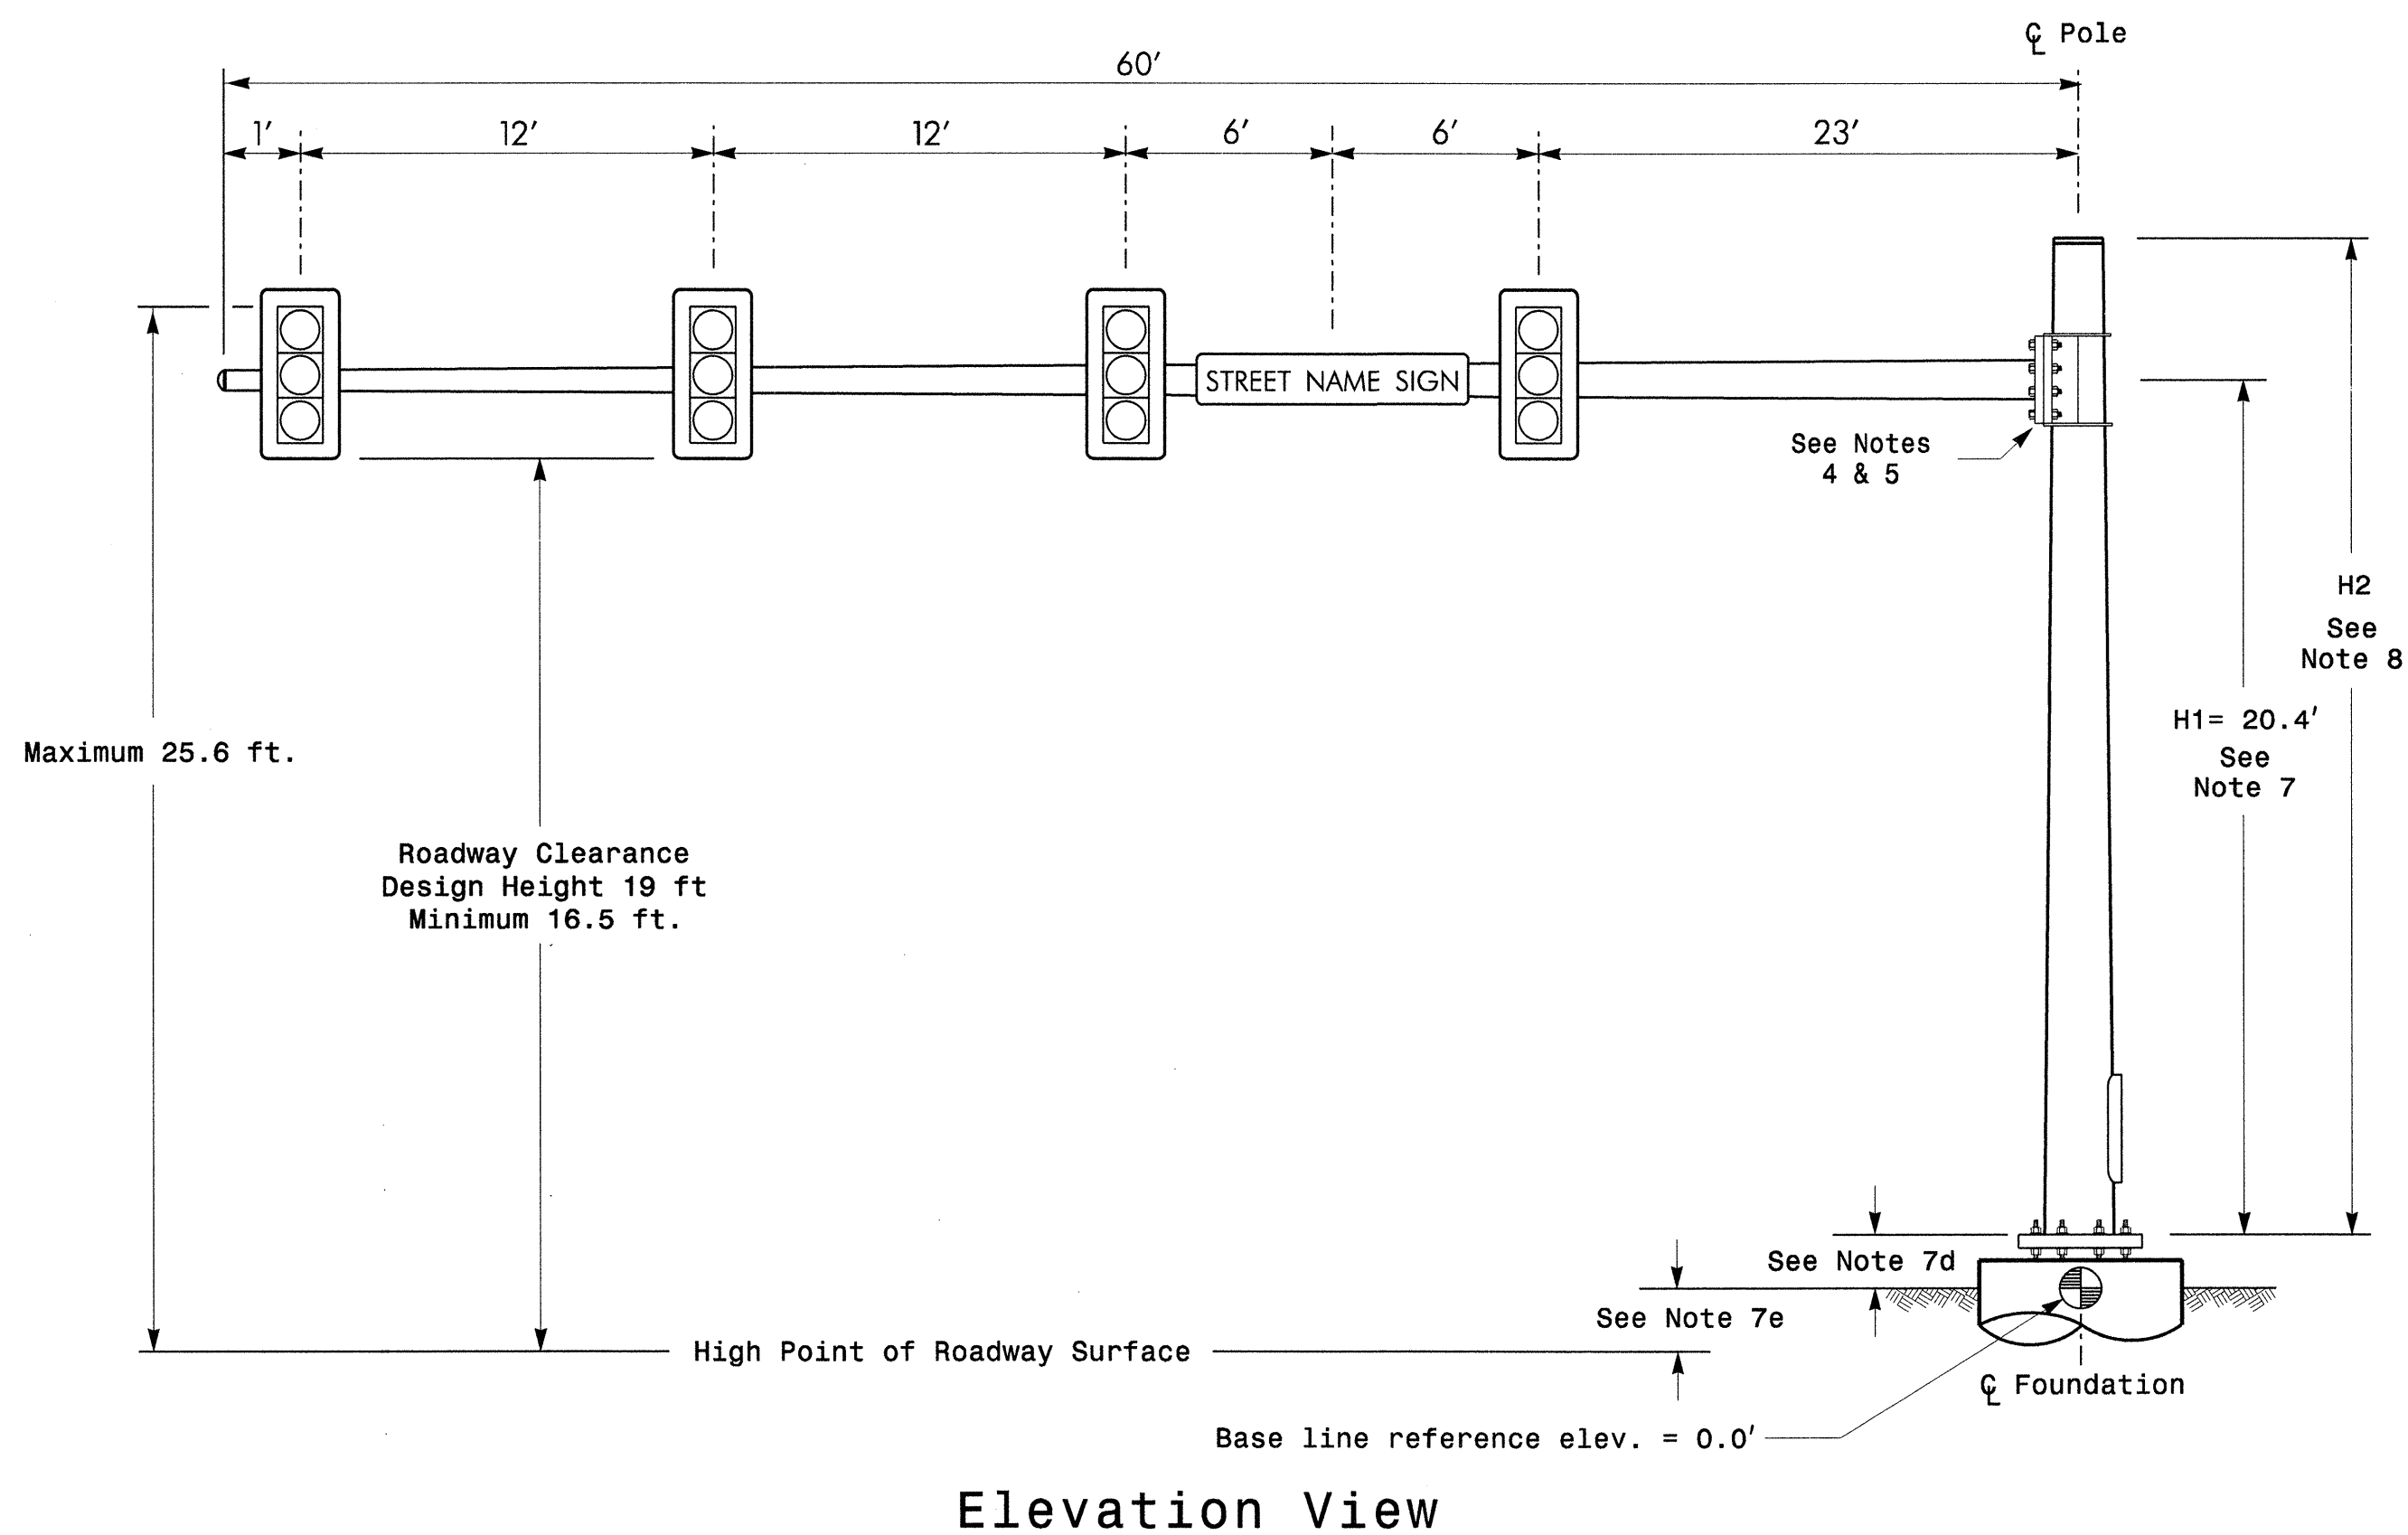 ℄ Pole
60′
1′
12′
12′
6′
6′
23′
STREET NAME SIGN
See Notes
4 & 5
H2
See
Note 8
H1= 20.4′
See
Note 7
Maximum 25.6 ft.
Roadway Clearance
Design Height 19 ft
Minimum 16.5 ft.
See Note 7d
See Note 7e
High Point of Roadway Surface
℄ Foundation
Base line reference elev. = 0.0′
Elevation View